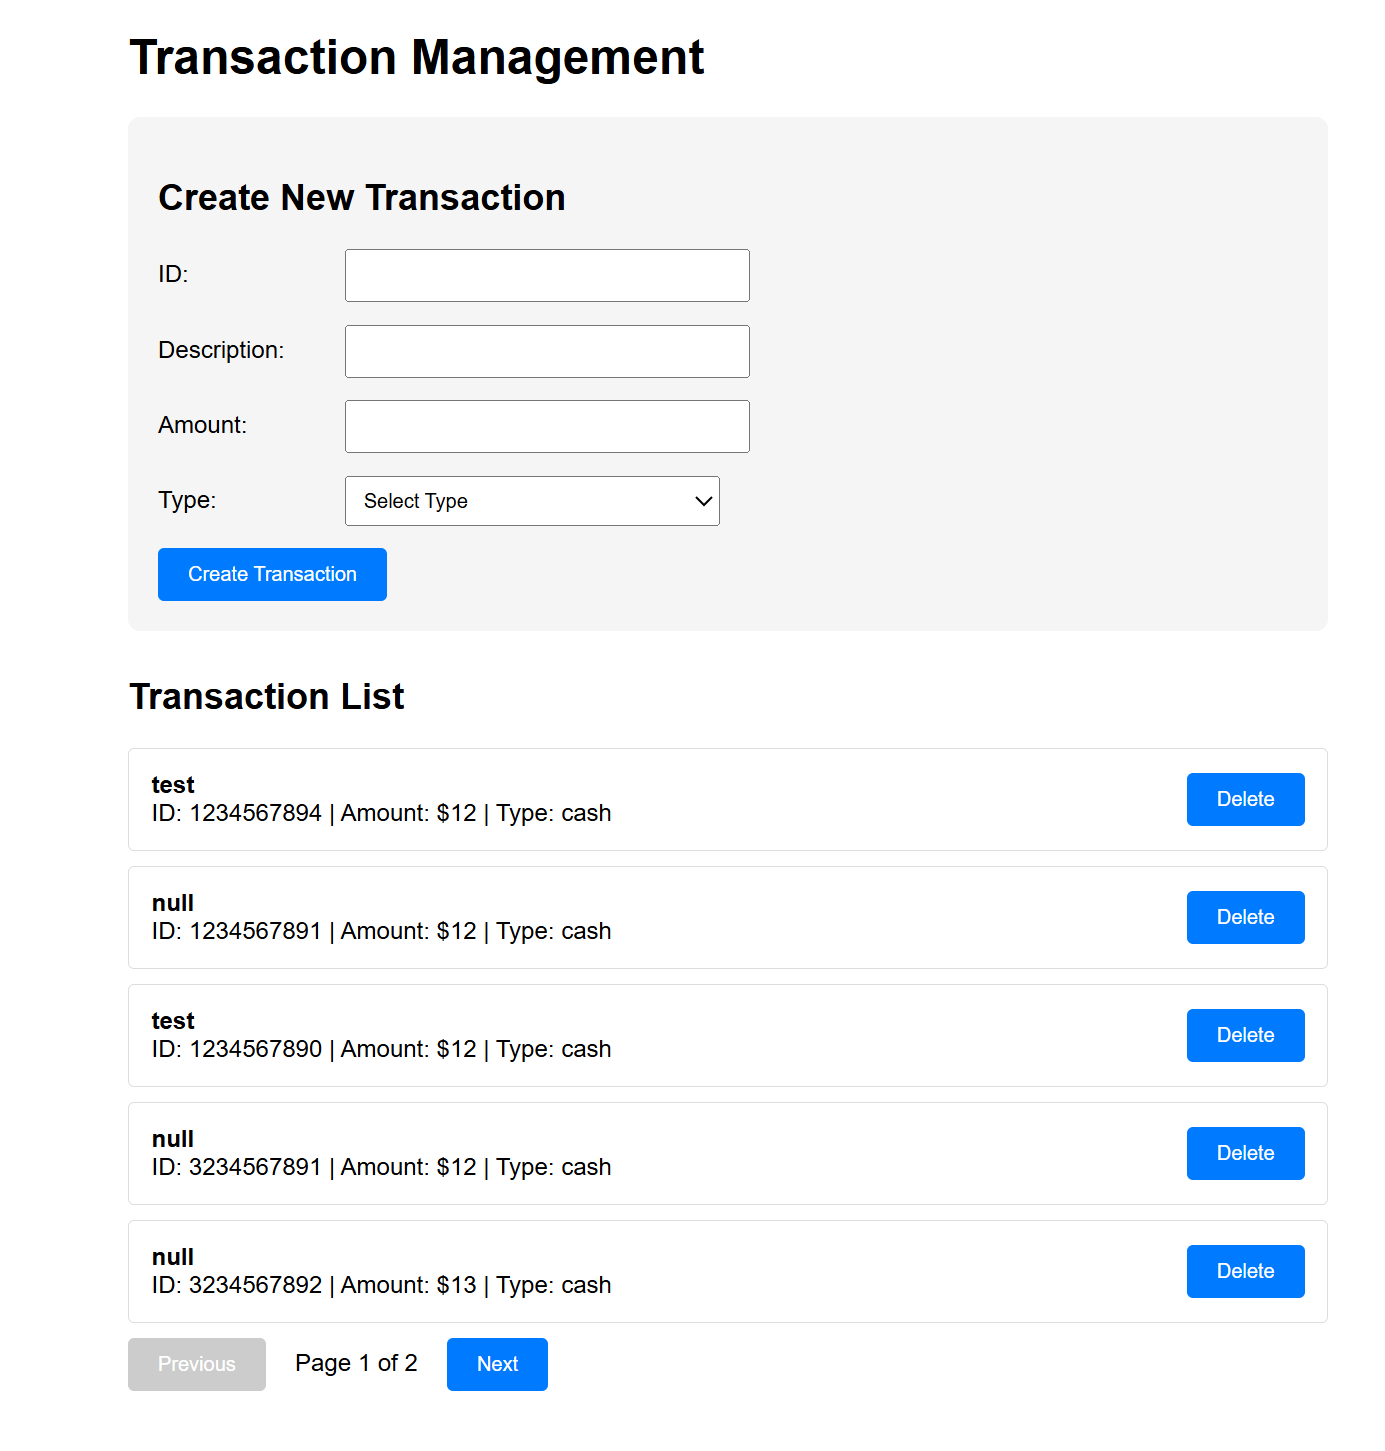 Transaction Management
Create New Transaction
ID:
Description:
Amount:
Type:
Select Type
Create Transaction
Transaction List
test
ID: 1234567894 | Amount: $12 | Type: cash
Delete
null
ID: 1234567891 | Amount: $12 | Type: cash
Delete
test
ID: 1234567890 | Amount: $12 | Type: cash
Delete
null
ID: 3234567891 | Amount: $12 | Type: cash
Delete
null
ID: 3234567892 | Amount: $13 | Type: cash
Delete
Previous Page 1 of 2 Next